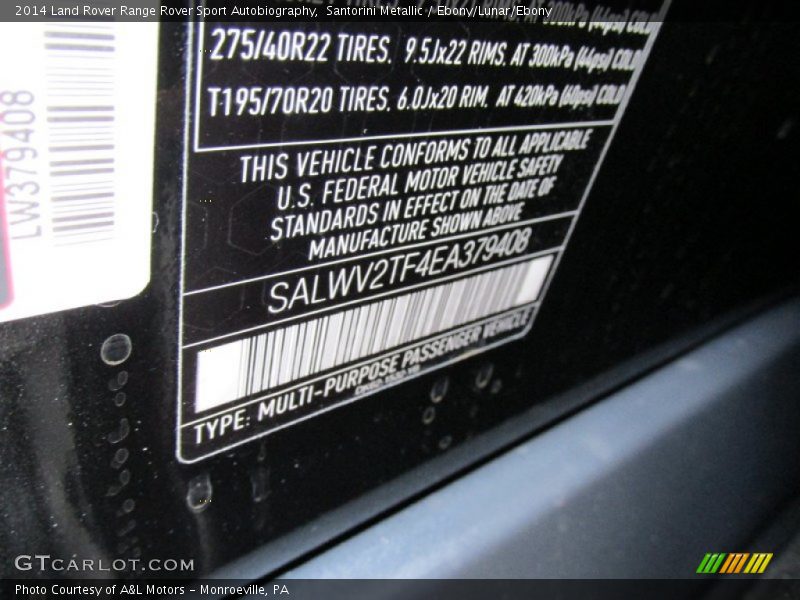 2014 Land Rover Range Rover Sport Autobiography, Santorini Metallic / Ebony/Lunar/Ebony
275/40R22 TIRES. 9.5Jx22 RIMS. AT 300kPa (44psi) COLD
T195/70R20 TIRES. 6.0Jx20 RIM. AT 420kPa (60psi) COLD
THIS VEHICLE CONFORMS TO ALL APPLICABLE
U.S. FEDERAL MOTOR VEHICLE SAFETY
STANDARDS IN EFFECT ON THE DATE OF
MANUFACTURE SHOWN ABOVE
SALWV2TF4EA379408
TYPE: MULTI-PURPOSE PASSENGER VEHICLE
LW379408
GTCARLOT.COM
Photo Courtesy of A&L Motors - Monroeville, PA